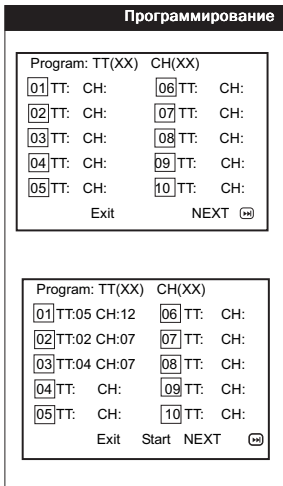 Программирование
Program: TT(XX) CH(XX)
01 TT: CH: 06 TT: CH:
02 TT: CH: 07 TT: CH:
03 TT: CH: 08 TT: CH:
04 TT: CH: 09 TT: CH:
05 TT: CH: 10 TT: CH:
Exit NEXT
Program: TT(XX) CH(XX)
01 TT:05 CH:12 06 TT: CH:
02 TT:02 CH:07 07 TT: CH:
03 TT:04 CH:07 08 TT: CH:
04 TT: CH: 09 TT: CH:
05 TT: CH: 10 TT: CH:
Exit Start NEXT